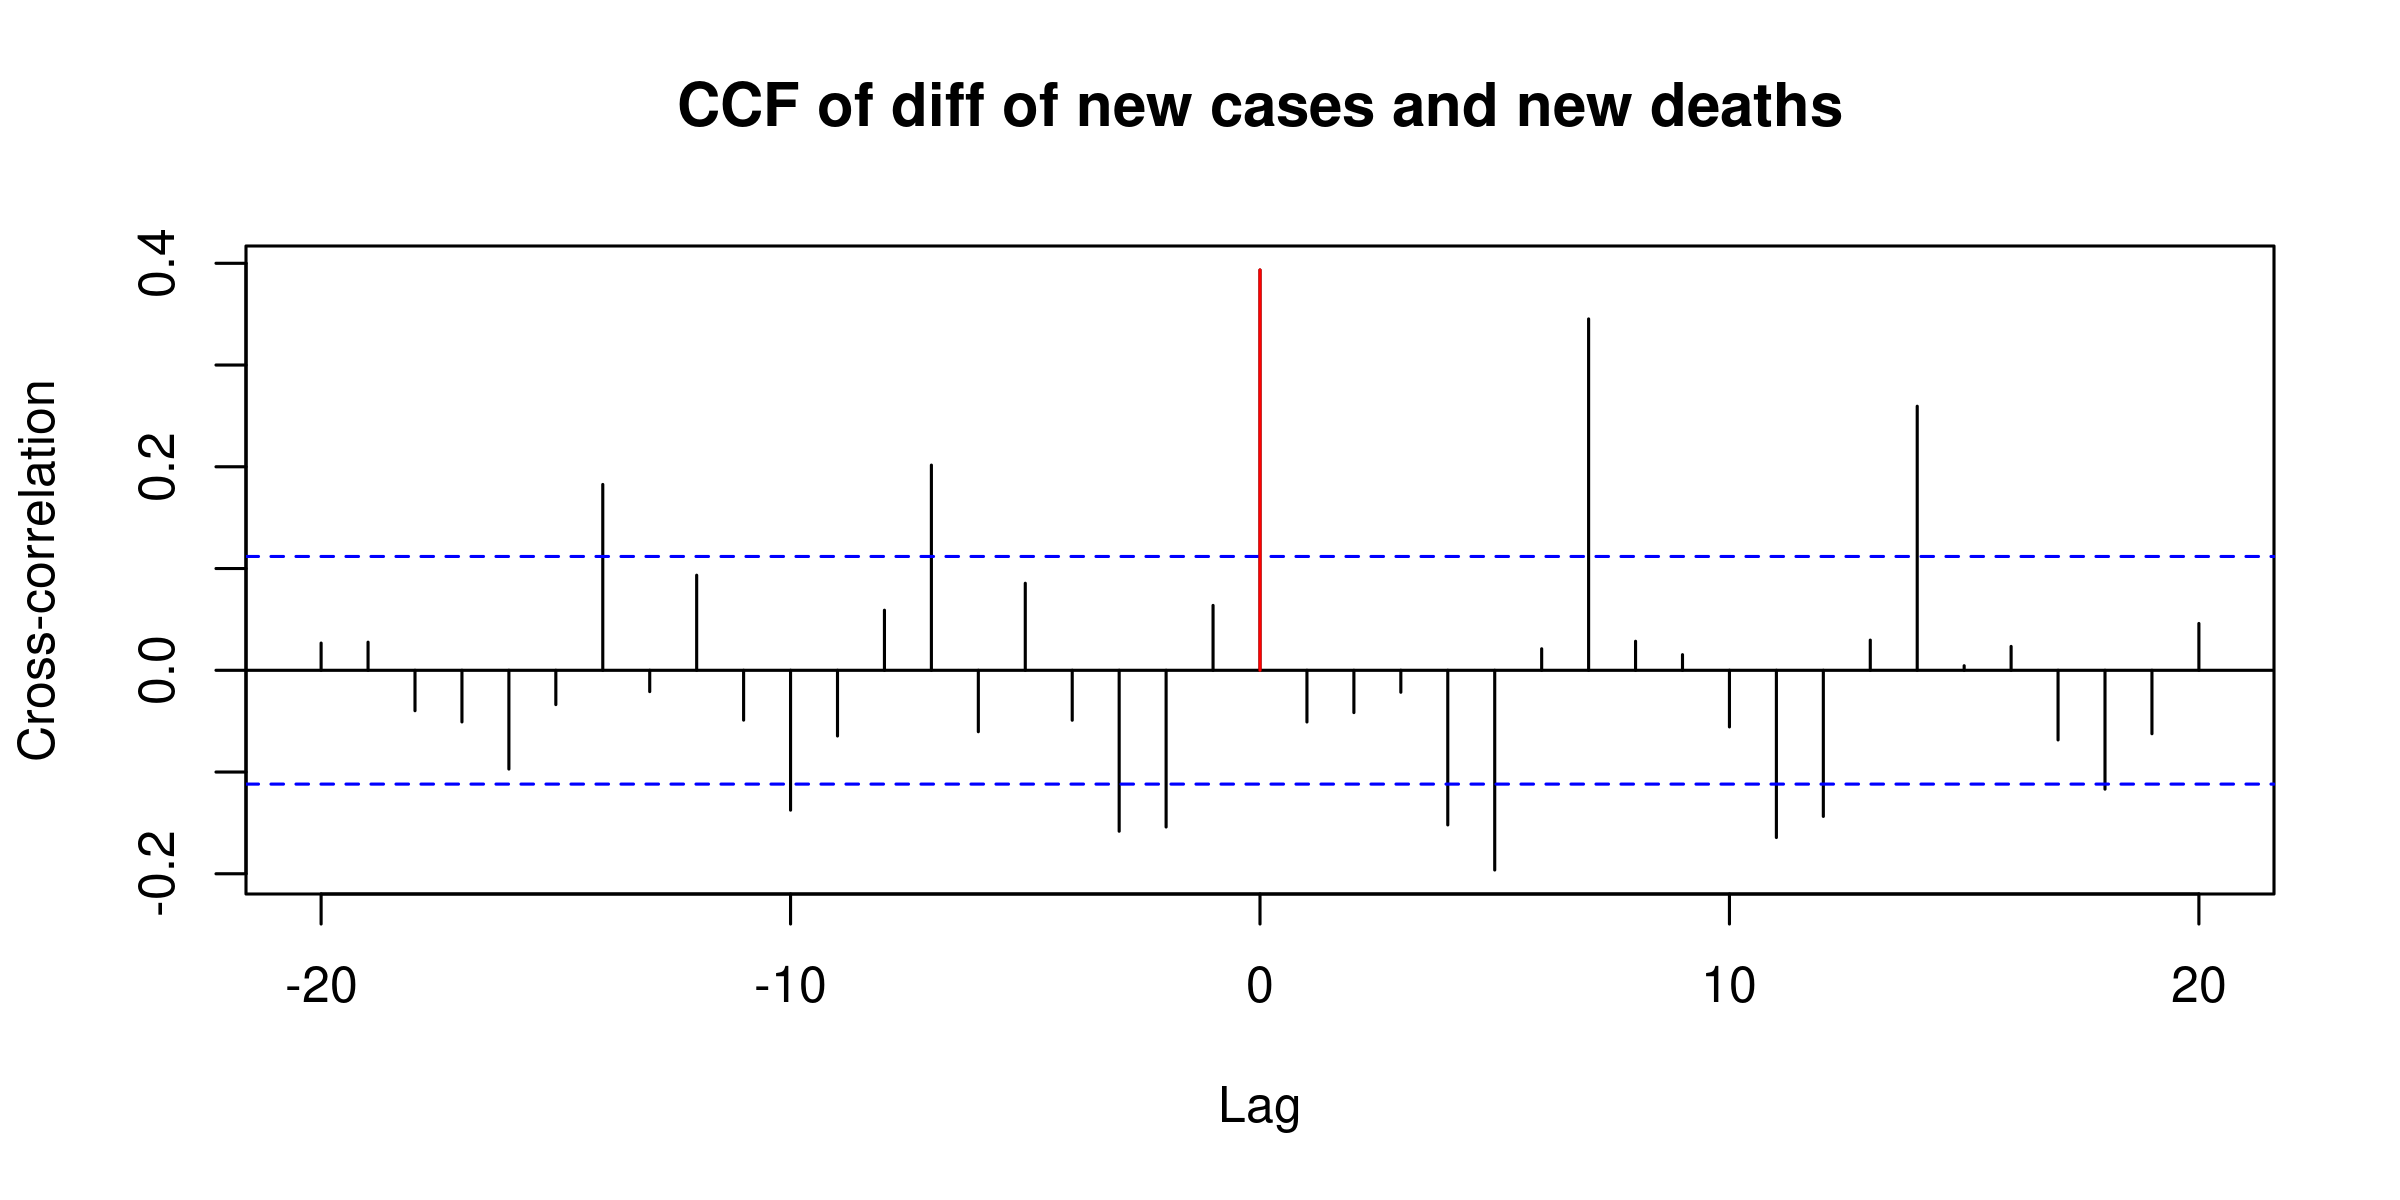 CCF of diff of new cases and new deaths
Cross-correlation
0.4
0.2
0.0
-0.2
-20 -10 0 10 20
Lag